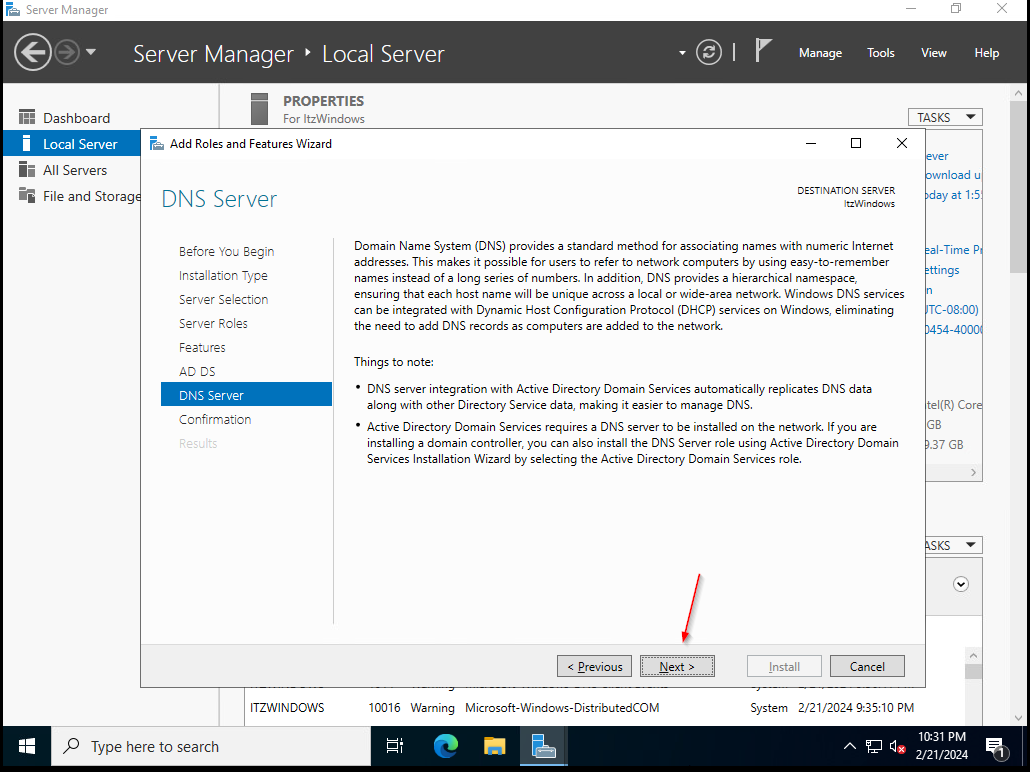 Server Manager
Server Manager ‣ Local Server
Manage Tools View Help
Dashboard
Local Server
All Servers
File and Storage
PROPERTIES
For ItzWindows
TASKS
Add Roles and Features Wizard
DNS Server
DESTINATION SERVER
ItzWindows
Before You Begin
Installation Type
Server Selection
Server Roles
Features
AD DS
DNS Server
Confirmation
Results
Domain Name System (DNS) provides a standard method for associating names with numeric Internet
addresses. This makes it possible for users to refer to network computers by using easy-to-remember
names instead of a long series of numbers. In addition, DNS provides a hierarchical namespace,
ensuring that each host name will be unique across a local or wide-area network. Windows DNS services
can be integrated with Dynamic Host Configuration Protocol (DHCP) services on Windows, eliminating
the need to add DNS records as computers are added to the network.
Things to note:
• DNS server integration with Active Directory Domain Services automatically replicates DNS data
along with other Directory Service data, making it easier to manage DNS.
• Active Directory Domain Services requires a DNS server to be installed on the network. If you are
installing a domain controller, you can also install the DNS Server role using Active Directory Domain
Services Installation Wizard by selecting the Active Directory Domain Services role.
< Previous Next > Install Cancel
ever
ownload u
oday at 1:5
eal-Time Pr
ettings
n
UTC-08:00)
0454-4000
tel(R) Core
GB
9.37 GB
ASKS
ITZWINDOWS 10016 Warning Microsoft-Windows-DistributedCOM System 2/21/2024 9:35:10 PM
Type here to search
10:31 PM
2/21/2024
1